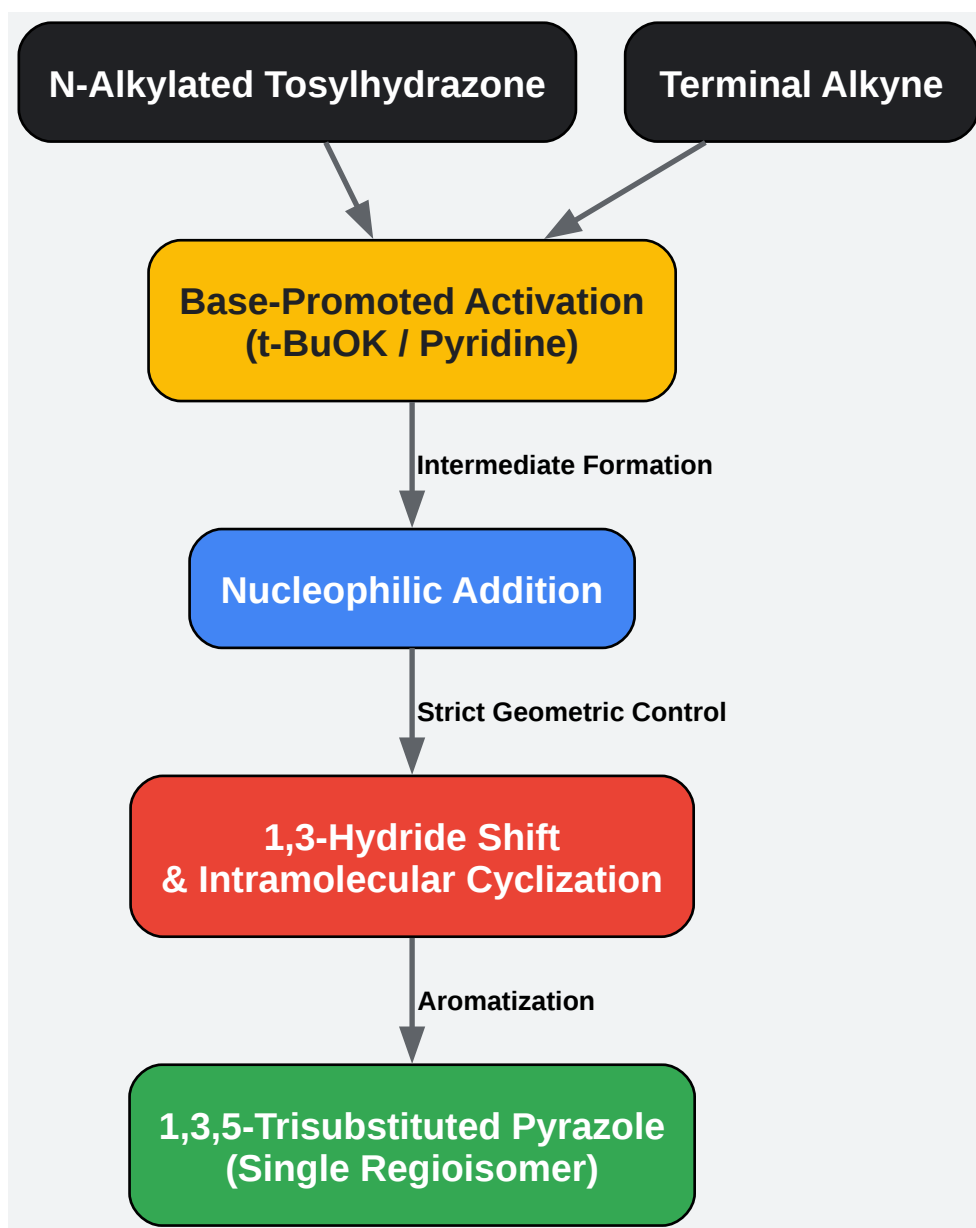 N-Alkylated Tosylhydrazone
Terminal Alkyne
Base-Promoted Activation
(t-BuOK / Pyridine)
Intermediate Formation
Nucleophilic Addition
Strict Geometric Control
1,3-Hydride Shift
& Intramolecular Cyclization
Aromatization
1,3,5-Trisubstituted Pyrazole
(Single Regioisomer)